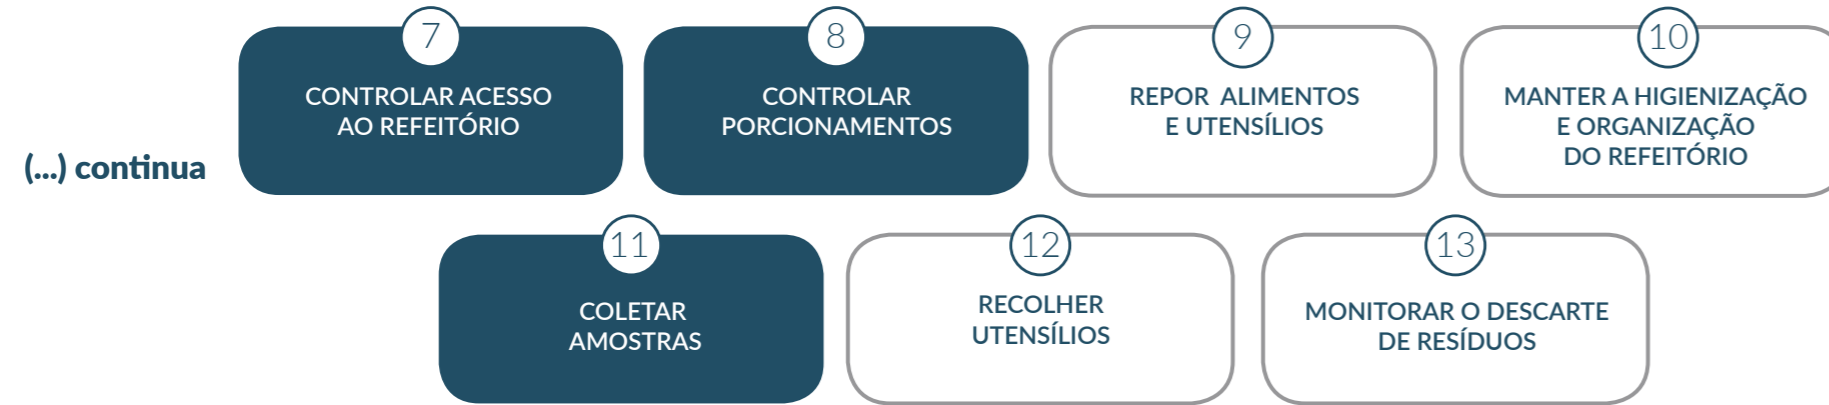 (...) continua
7
CONTROLAR ACESSO
AO REFEITÓRIO
8
CONTROLAR
PORCIONAMENTOS
9
REPOR ALIMENTOS
E UTENSÍLIOS
10
MANTER A HIGIENIZAÇÃO
E ORGANIZAÇÃO
DO REFEITÓRIO
11
COLETAR
AMOSTRAS
12
RECOLHER
UTENSÍLIOS
13
MONITORAR O DESCARTE
DE RESÍDUOS